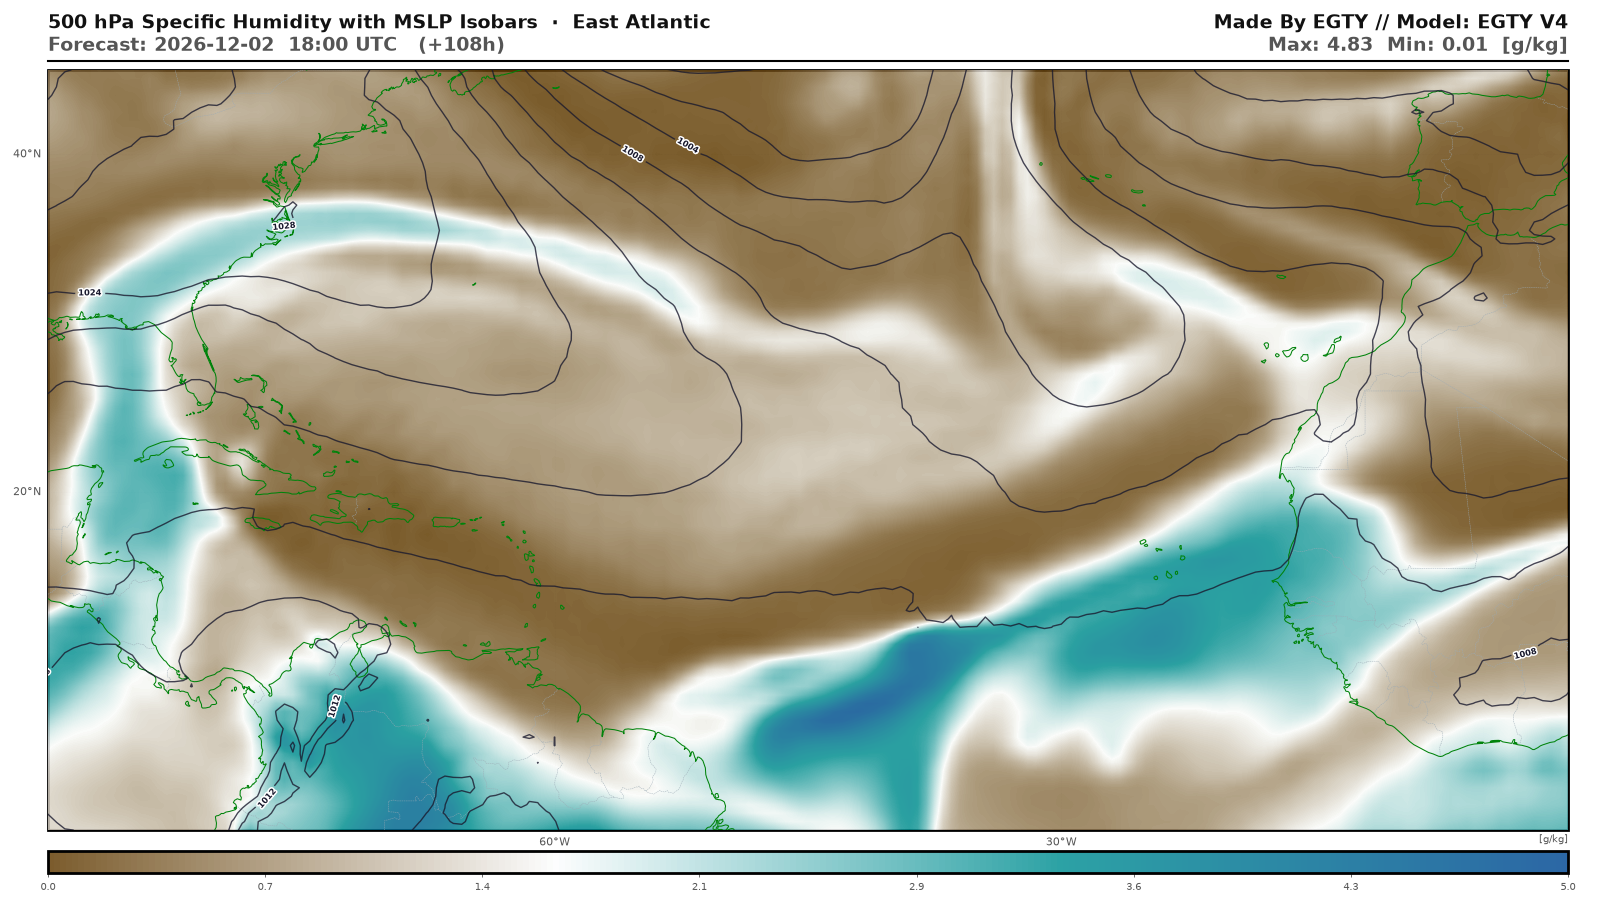 500 hPa Specific Humidity with MSLP Isobars · East Atlantic
Made By EGTY // Model: EGTY V4
Forecast: 2026-12-02 18:00 UTC (+108h)
Max: 4.83 Min: 0.01 [g/kg]
1004
1008
40°N
1028
1024
20°N
1008
1012
1012
60°W
30°W
[g/kg]
0.0
0.7
1.4
2.1
2.9
3.6
4.3
5.0